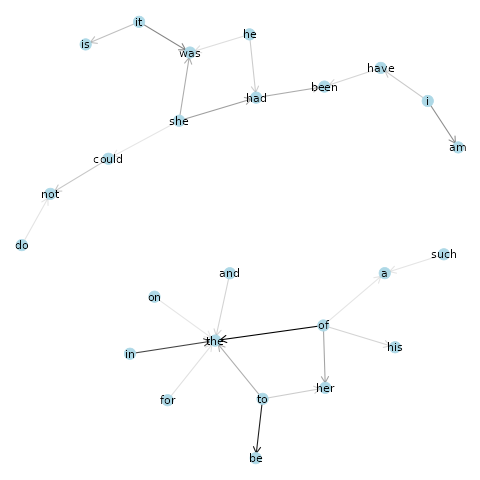 it
is
was
he
have
been
i
had
she
am
could
not
do
such
and
a
on
of
the
his
in
her
for
to
be